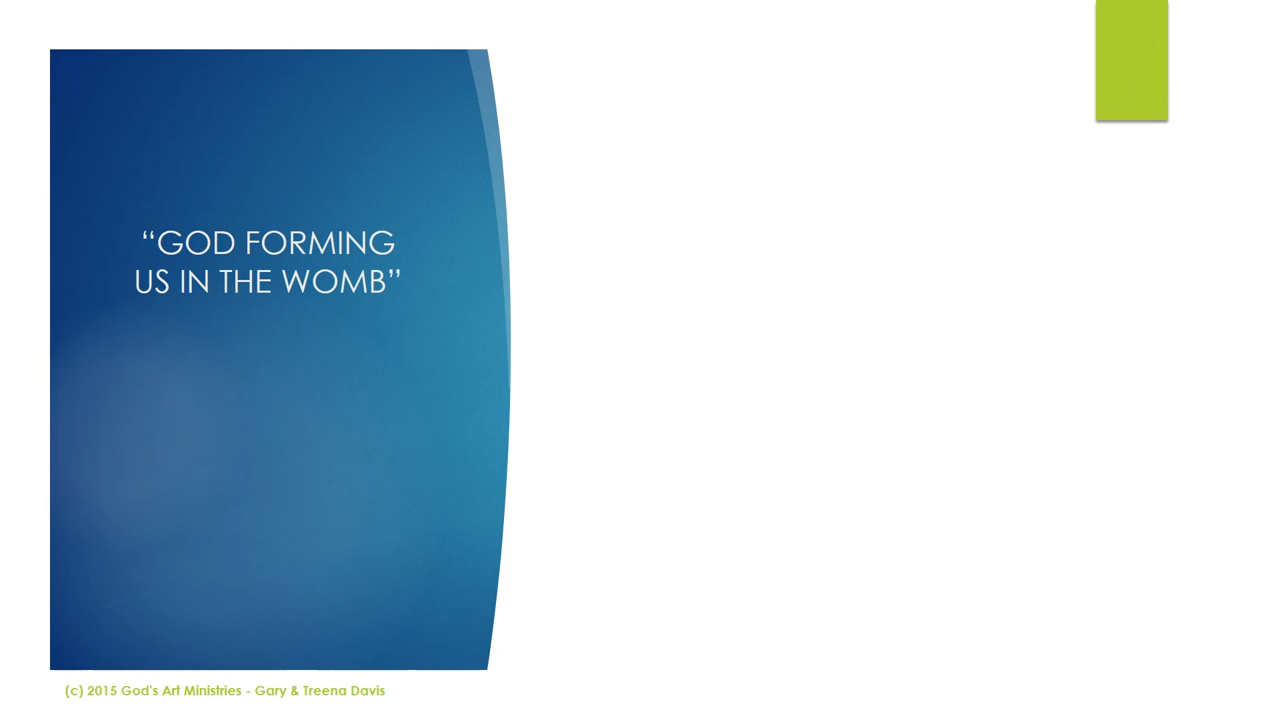 “GOD FORMING
US IN THE WOMB”
(c) 2015 God's Art Ministries - Gary & Treena Davis